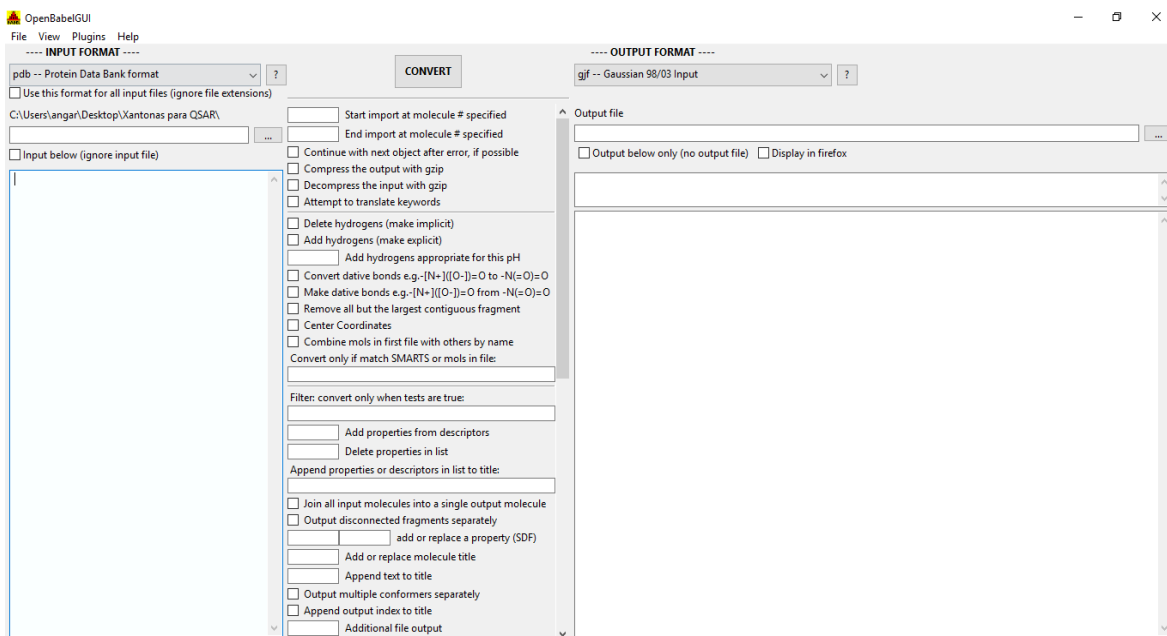 OpenBabelGUI
File View Plugins Help
---- INPUT FORMAT ----
pdb -- Protein Data Bank format
?
Use this format for all input files (ignore file extensions)
C:\Users\angar\Desktop\Xantonas para QSAR\
...
Input below (ignore input file)
CONVERT
Start import at molecule # specified
End import at molecule # specified
Continue with next object after error, if possible
Compress the output with gzip
Decompress the input with gzip
Attempt to translate keywords
Delete hydrogens (make implicit)
Add hydrogens (make explicit)
Add hydrogens appropriate for this pH
Convert dative bonds e.g.-[N+]([O-])=O to -N(=O)=O
Make dative bonds e.g.-[N+]([O-])=O from -N(=O)=O
Remove all but the largest contiguous fragment
Center Coordinates
Combine mols in first file with others by name
Convert only if match SMARTS or mols in file:
Filter: convert only when tests are true:
Add properties from descriptors
Delete properties in list
Append properties or descriptors in list to title:
Join all input molecules into a single output molecule
Output disconnected fragments separately
add or replace a property (SDF)
Add or replace molecule title
Append text to title
Output multiple conformers separately
Append output index to title
Additional file output
---- OUTPUT FORMAT ----
gjf -- Gaussian 98/03 Input
?
Output file
...
Output below only (no output file) Display in firefox